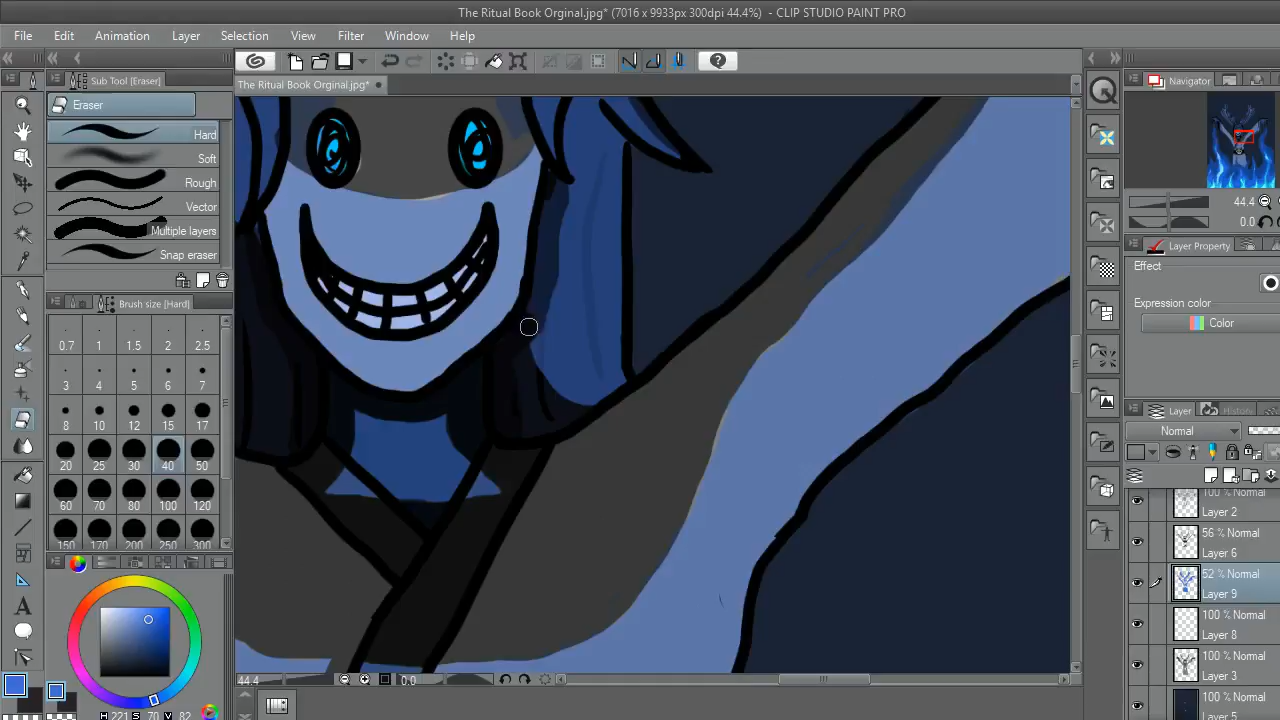 The Ritual Book Orginal.jpg* (7016 x 9933px 300dpi 44.4%) - CLIP STUDIO PAINT PRO
File Edit Animation Layer Selection View Filter Window Help
Sub Tool [Eraser]
Eraser
Hard
Soft
Rough
Vector
Multiple layers
Snap eraser
Brush size [Hard]
0.7 1 1.5 2 2.5
3 4 5 6 7
8 10 12 15 17
20 25 30 40 50
60 70 80 100 120
150 170 200 250 300
H 221 S 70 V 82
The Ritual Book Orginal.jpg*
44.4 0.0
Navigator
44.4
0.0
Layer Property
Effect
Expression color
Color
Layer History
Normal
100 % Normal
Layer 2
56 % Normal
Layer 6
52 % Normal
Layer 9
100 % Normal
Layer 8
100 % Normal
Layer 3
100 % Normal
Layer 5